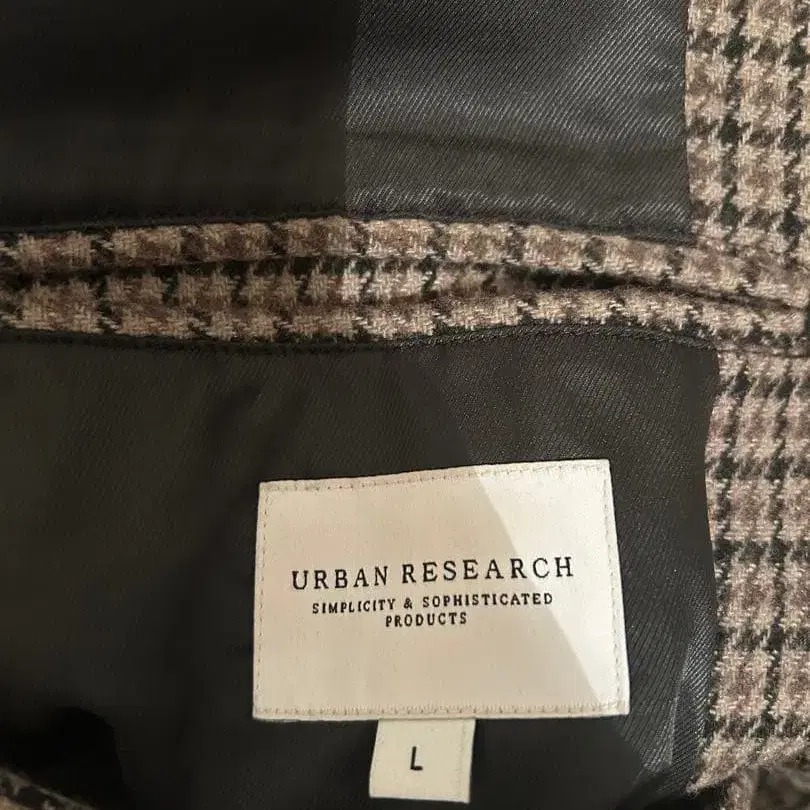 URBAN RESEARCH
SIMPLICITY & SOPHISTICATED
PRODUCTS
L